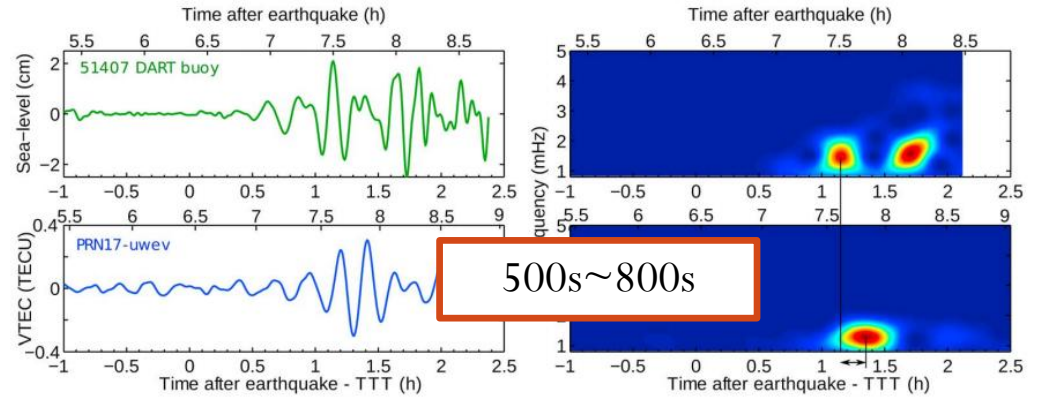 Time after earthquake (h)
5.5 6 6.5 7 7.5 8 8.5
Sea-level (cm)
2
0
−2
51407 DART buoy
−1 −0.5 0 0.5 1 1.5 2 2.5
5.5 6 6.5 7 7.5 8 8.5 9
VTEC (TECU)
0.4
0
−0.4
PRN17-uwev
−1 −0.5 0 0.5 1 1.5 2 2.5
Time after earthquake - TTT (h)
Time after earthquake (h)
5.5 6 6.5 7 7.5 8 8.5
(mHz)
5
4
3
2
1
−1 −0.5 0 0.5 1 1.5 2 2.5
5.5 6 6.5 7 7.5 8 8.5 9
5
1
500s~800s
−1 −0.5 0 0.5 1 1.5 2 2.5
Time after earthquake - TTT (h)